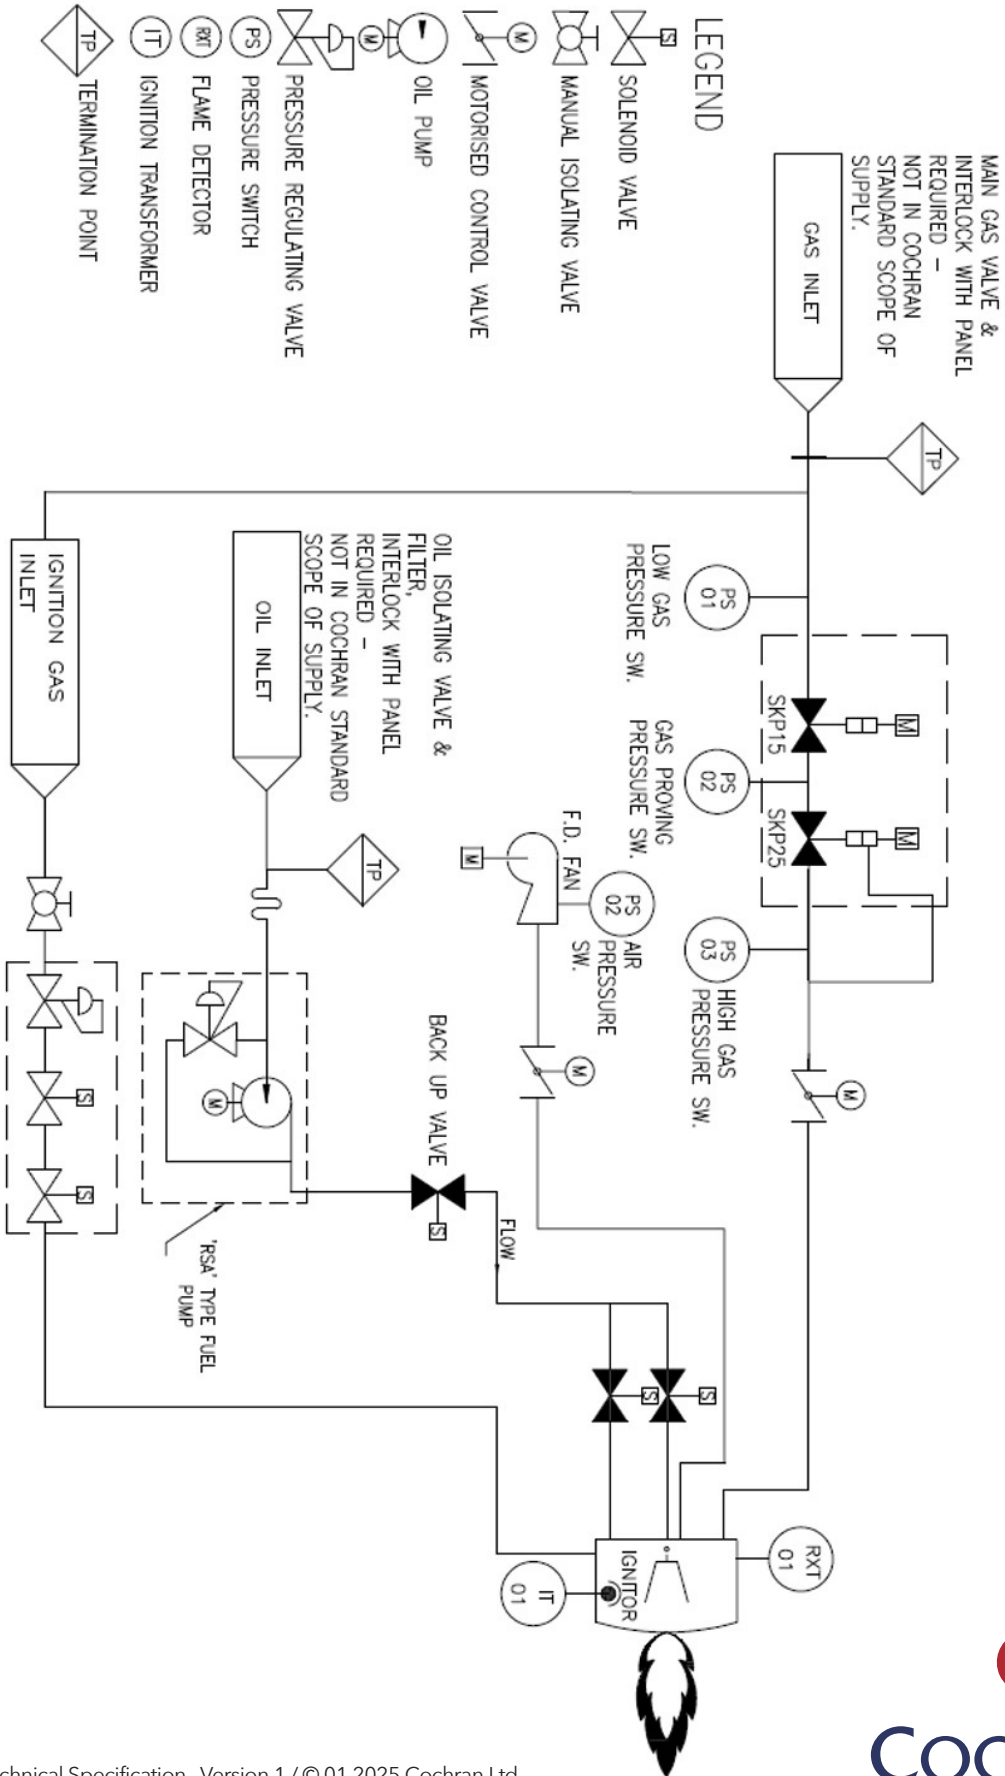 MAIN GAS VALVE &
INTERLOCK WITH PANEL
REQUIRED –
NOT IN COCHRAN
STANDARD SCOPE OF
SUPPLY.
GAS INLET
TP
LOW GAS
PRESSURE SW.
PS
01
SKP15
M
GAS PROVING
PRESSURE SW.
PS
02
SKP25
M
PS
03
HIGH GAS
PRESSURE SW.
M
RXT
01
F.D. FAN
M
PS
02
AIR
PRESSURE
SW.
M
OIL ISOLATING VALVE &
FILTER,
INTERLOCK WITH PANEL
REQUIRED –
NOT IN COCHRAN STANDARD
SCOPE OF SUPPLY.
OIL INLET
TP
M
'RSA' TYPE FUEL
PUMP
BACK UP VALVE
S
FLOW
S
S
IGNITOR
IT
01
IGNITION GAS
INLET
S
S
LEGEND
S
SOLENOID VALVE
MANUAL ISOLATING VALVE
M
MOTORISED CONTROL VALVE
M
OIL PUMP
PRESSURE REGULATING VALVE
PS
PRESSURE SWITCH
RXT
FLAME DETECTOR
IT
IGNITION TRANSFORMER
TP
TERMINATION POINT
chnical Specification Version 1 / © 01.2025 Cochran Ltd
Coc